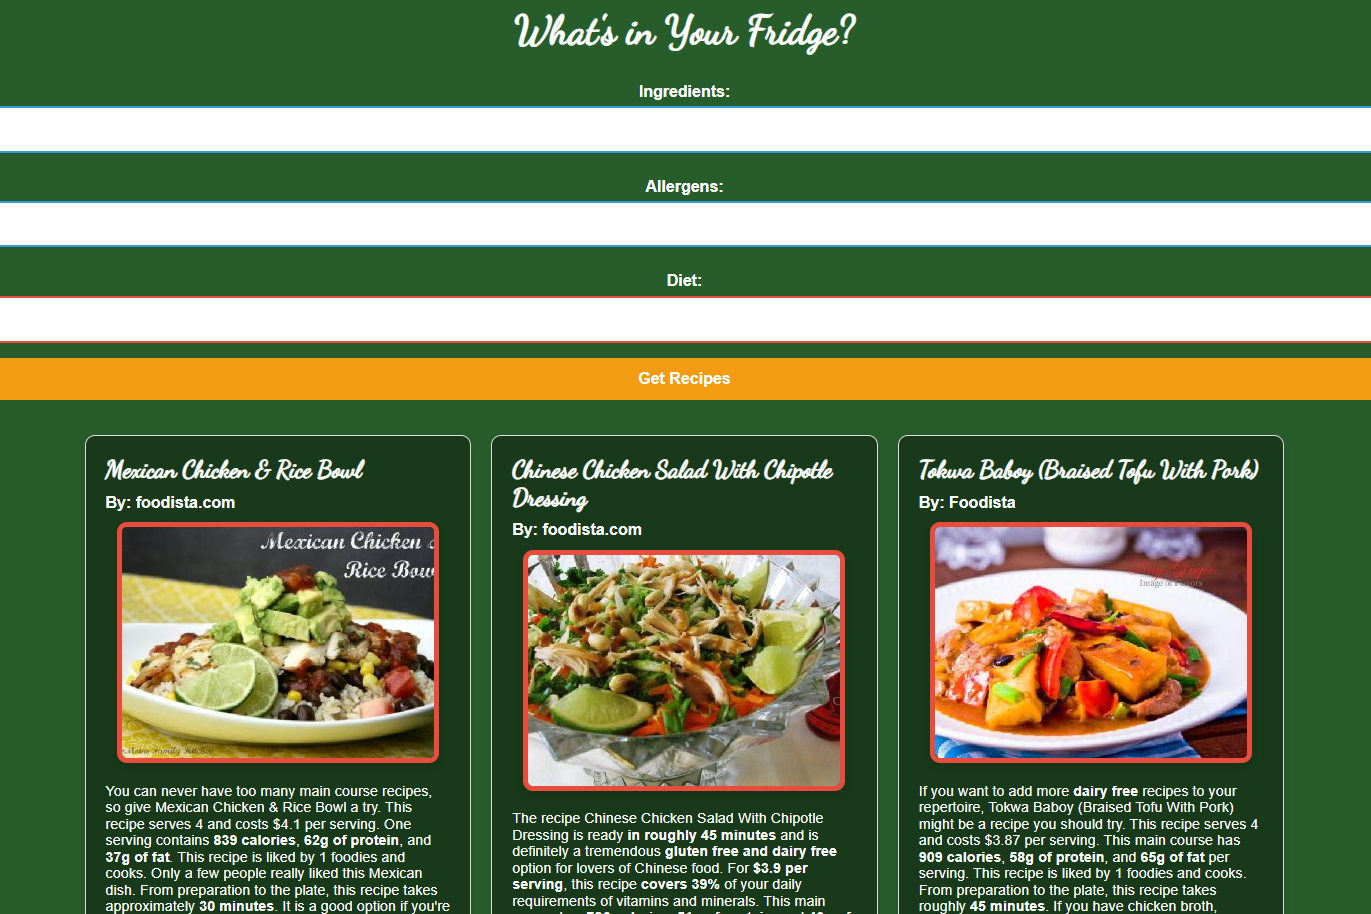 What's in Your Fridge?
Ingredients:
Allergens:
Diet:
Get Recipes
Mexican Chicken & Rice Bowl
By: foodista.com
Mexican Chicken &
Rice Bow
You can never have too many main course recipes,
so give Mexican Chicken & Rice Bowl a try. This
recipe serves 4 and costs $4.1 per serving. One
serving contains 839 calories, 62g of protein, and
37g of fat. This recipe is liked by 1 foodies and
cooks. Only a few people really liked this Mexican
dish. From preparation to the plate, this recipe takes
approximately 30 minutes. It is a good option if you're
Chinese Chicken Salad With Chipotle
Dressing
By: foodista.com
The recipe Chinese Chicken Salad With Chipotle
Dressing is ready in roughly 45 minutes and is
definitely a tremendous gluten free and dairy free
option for lovers of Chinese food. For $3.9 per
serving, this recipe covers 39% of your daily
requirements of vitamins and minerals. This main
Tokwa Baboy (Braised Tofu With Pork)
By: Foodista
Image of Flavors
If you want to add more dairy free recipes to your
repertoire, Tokwa Baboy (Braised Tofu With Pork)
might be a recipe you should try. This recipe serves 4
and costs $3.87 per serving. This main course has
909 calories, 58g of protein, and 65g of fat per
serving. This recipe is liked by 1 foodies and cooks.
From preparation to the plate, this recipe takes
roughly 45 minutes. If you have chicken broth,